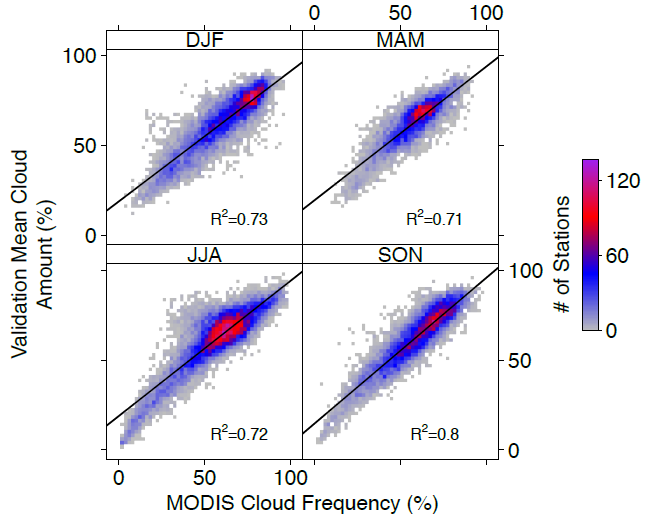 0 50 100
DJF MAM
100
50
0
R²=0.73 R²=0.71
JJA SON
100
50
0
R²=0.72 R²=0.8
0 50 100
MODIS Cloud Frequency (%)
Validation Mean Cloud
Amount (%)
# of Stations
120
60
0